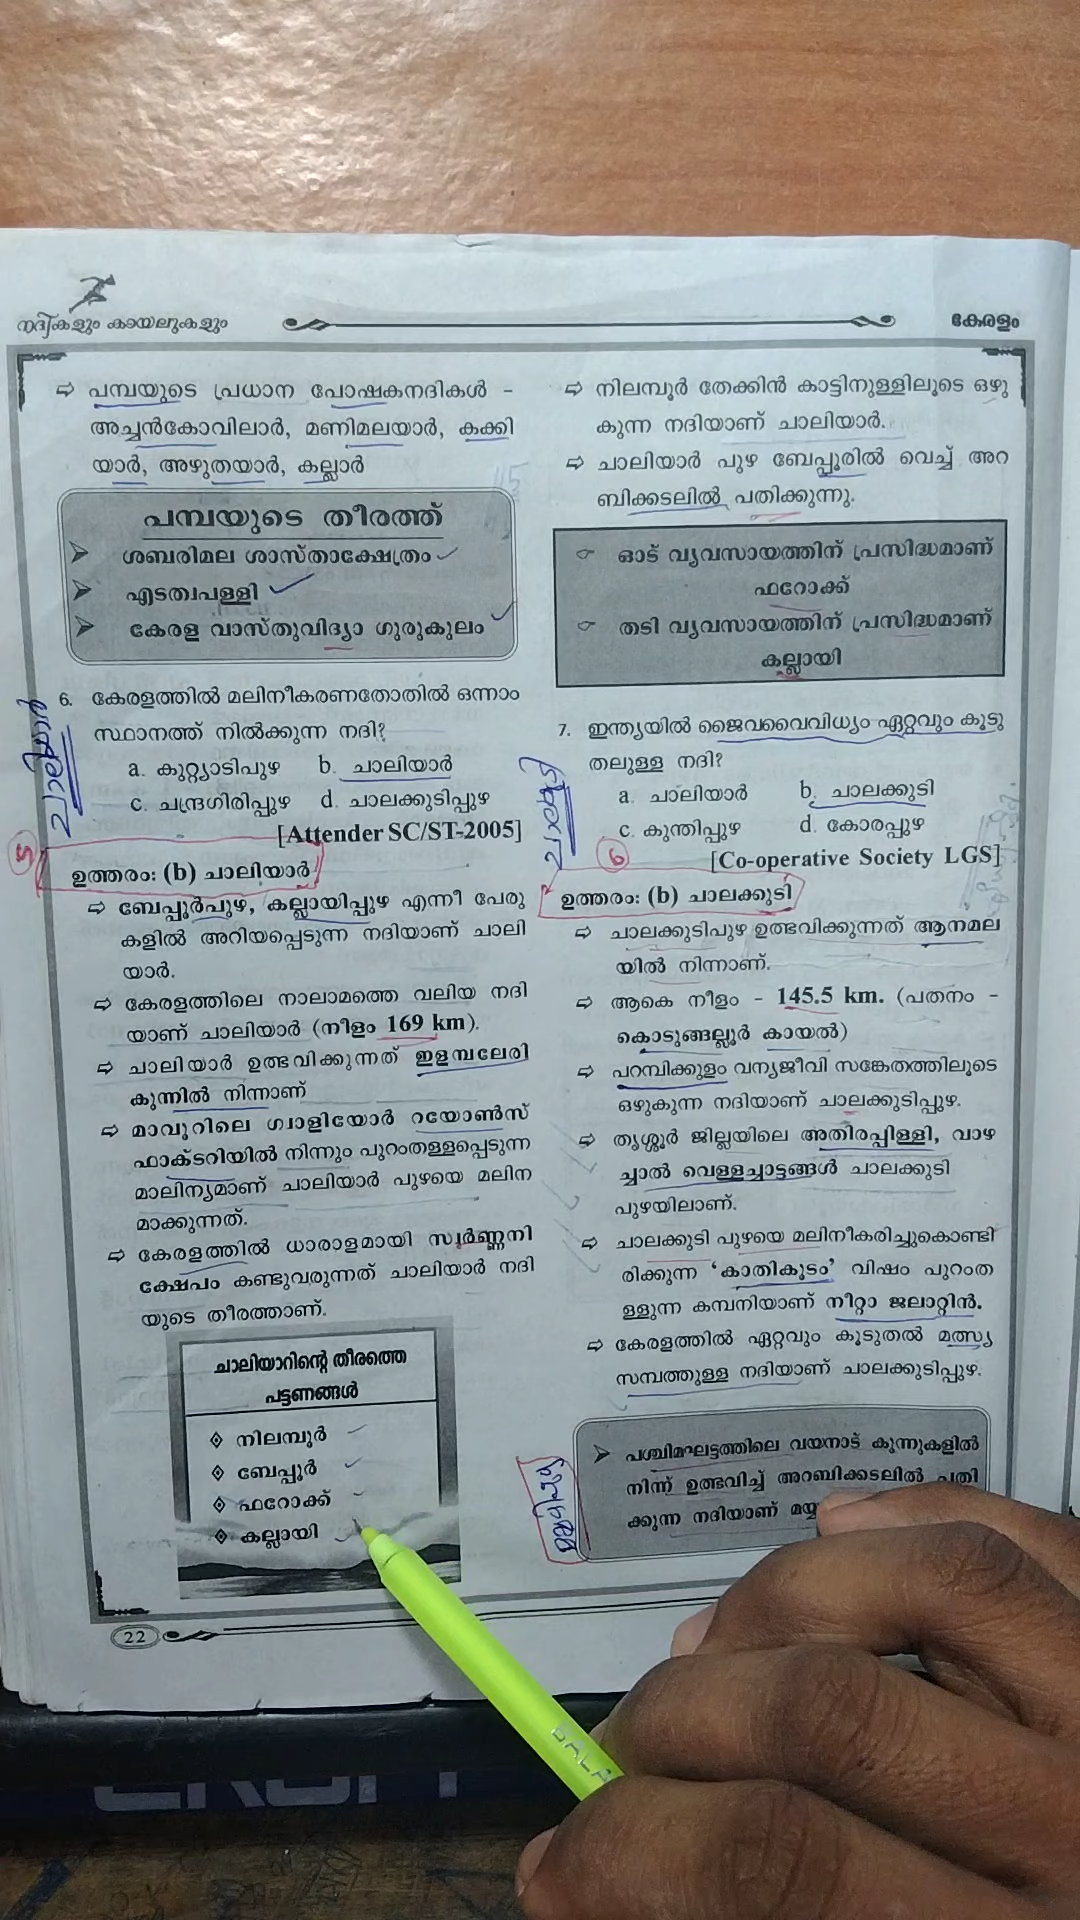 നദികളും കായലുകളും
കേരളം
⇨ പമ്പയുടെ പ്രധാന പോഷകനദികൾ -
അച്ചൻകോവിലാർ, മണിമലയാർ, കക്കി
യാർ, അഴുതയാർ, കല്ലാർ
പമ്പയുടെ തീരത്ത്
ശബരിമല ശാസ്താക്ഷേത്രം
എടത്വപള്ളി
കേരള വാസ്തുവിദ്യാ ഗുരുകുലം
6. കേരളത്തിൽ മലിനീകരണതോതിൽ ഒന്നാം
സ്ഥാനത്ത് നിൽക്കുന്ന നദി?
a. കുറ്റ്യാടിപുഴ b. ചാലിയാർ
c. ചന്ദ്രഗിരിപ്പുഴ d. ചാലക്കുടിപ്പുഴ
[Attender SC/ST-2005]
ചാലിയാർ
5
ഉത്തരം: (b) ചാലിയാർ
⇨ ബേപ്പൂർപുഴ, കല്ലായിപ്പുഴ എന്നീ പേരു
കളിൽ അറിയപ്പെടുന്ന നദിയാണ് ചാലി
യാർ.
⇨ കേരളത്തിലെ നാലാമത്തെ വലിയ നദി
യാണ് ചാലിയാർ (നീളം 169 km).
⇨ ചാലിയാർ ഉത്ഭവിക്കുന്നത് ഇളമ്പലേരി
കുന്നിൽ നിന്നാണ്
⇨ മാവൂറിലെ ഗ്വാളിയോർ റയോൺസ്
ഫാക്ടറിയിൽ നിന്നും പുറംതള്ളപ്പെടുന്ന
മാലിന്യമാണ് ചാലിയാർ പുഴയെ മലിന
മാക്കുന്നത്.
⇨ കേരളത്തിൽ ധാരാളമായി സ്വർണ്ണനി
ക്ഷേപം കണ്ടുവരുന്നത് ചാലിയാർ നദി
യുടെ തീരത്താണ്.
ചാലിയാറിന്റെ തീരത്തെ
പട്ടണങ്ങൾ
നിലമ്പൂർ
ബേപ്പൂർ
ഫറോക്ക്
കല്ലായി
22
⇨ നിലമ്പൂർ തേക്കിൻ കാട്ടിനുള്ളിലൂടെ ഒഴു
കുന്ന നദിയാണ് ചാലിയാർ.
⇨ ചാലിയാർ പുഴ ബേപ്പൂരിൽ വെച്ച് അറ
ബിക്കടലിൽ പതിക്കുന്നു.
ഓട് വ്യവസായത്തിന് പ്രസിദ്ധമാണ്
ഫറോക്ക്
തടി വ്യവസായത്തിന് പ്രസിദ്ധമാണ്
കല്ലായി
7. ഇന്ത്യയിൽ ജൈവവൈവിധ്യം ഏറ്റവും കൂടു
തലുള്ള നദി?
a. ചാലിയാർ b. ചാലക്കുടി
c. കുന്തിപ്പുഴ d. കോരപ്പുഴ
[Co-operative Society LGS]
ചാലക്കുടി
6
ഉത്തരം: (b) ചാലക്കുടി
⇨ ചാലക്കുടിപുഴ ഉത്ഭവിക്കുന്നത് ആനമല
യിൽ നിന്നാണ്.
⇨ ആകെ നീളം - 145.5 km. (പതനം -
കൊടുങ്ങല്ലൂർ കായൽ)
⇨ പറമ്പിക്കുളം വന്യജീവി സങ്കേതത്തിലൂടെ
ഒഴുകുന്ന നദിയാണ് ചാലക്കുടിപ്പുഴ.
⇨ തൃശ്ശൂർ ജില്ലയിലെ അതിരപ്പിള്ളി, വാഴ
ച്ചാൽ വെള്ളച്ചാട്ടങ്ങൾ ചാലക്കുടി
പുഴയിലാണ്.
⇨ ചാലക്കുടി പുഴയെ മലിനീകരിച്ചുകൊണ്ടി
രിക്കുന്ന 'കാതികൂടം' വിഷം പുറംത
ള്ളുന്ന കമ്പനിയാണ് നീറ്റാ ജലാറ്റിൻ.
⇨ കേരളത്തിൽ ഏറ്റവും കൂടുതൽ മത്സ്യ
സമ്പത്തുള്ള നദിയാണ് ചാലക്കുടിപ്പുഴ.
പശ്ചിമഘട്ടത്തിലെ വയനാട് കുന്നുകളിൽ
നിന്ന് ഉത്ഭവിച്ച് അറബിക്കടലിൽ പതി
ക്കുന്ന നദിയാണ് മയ്യ
BALA